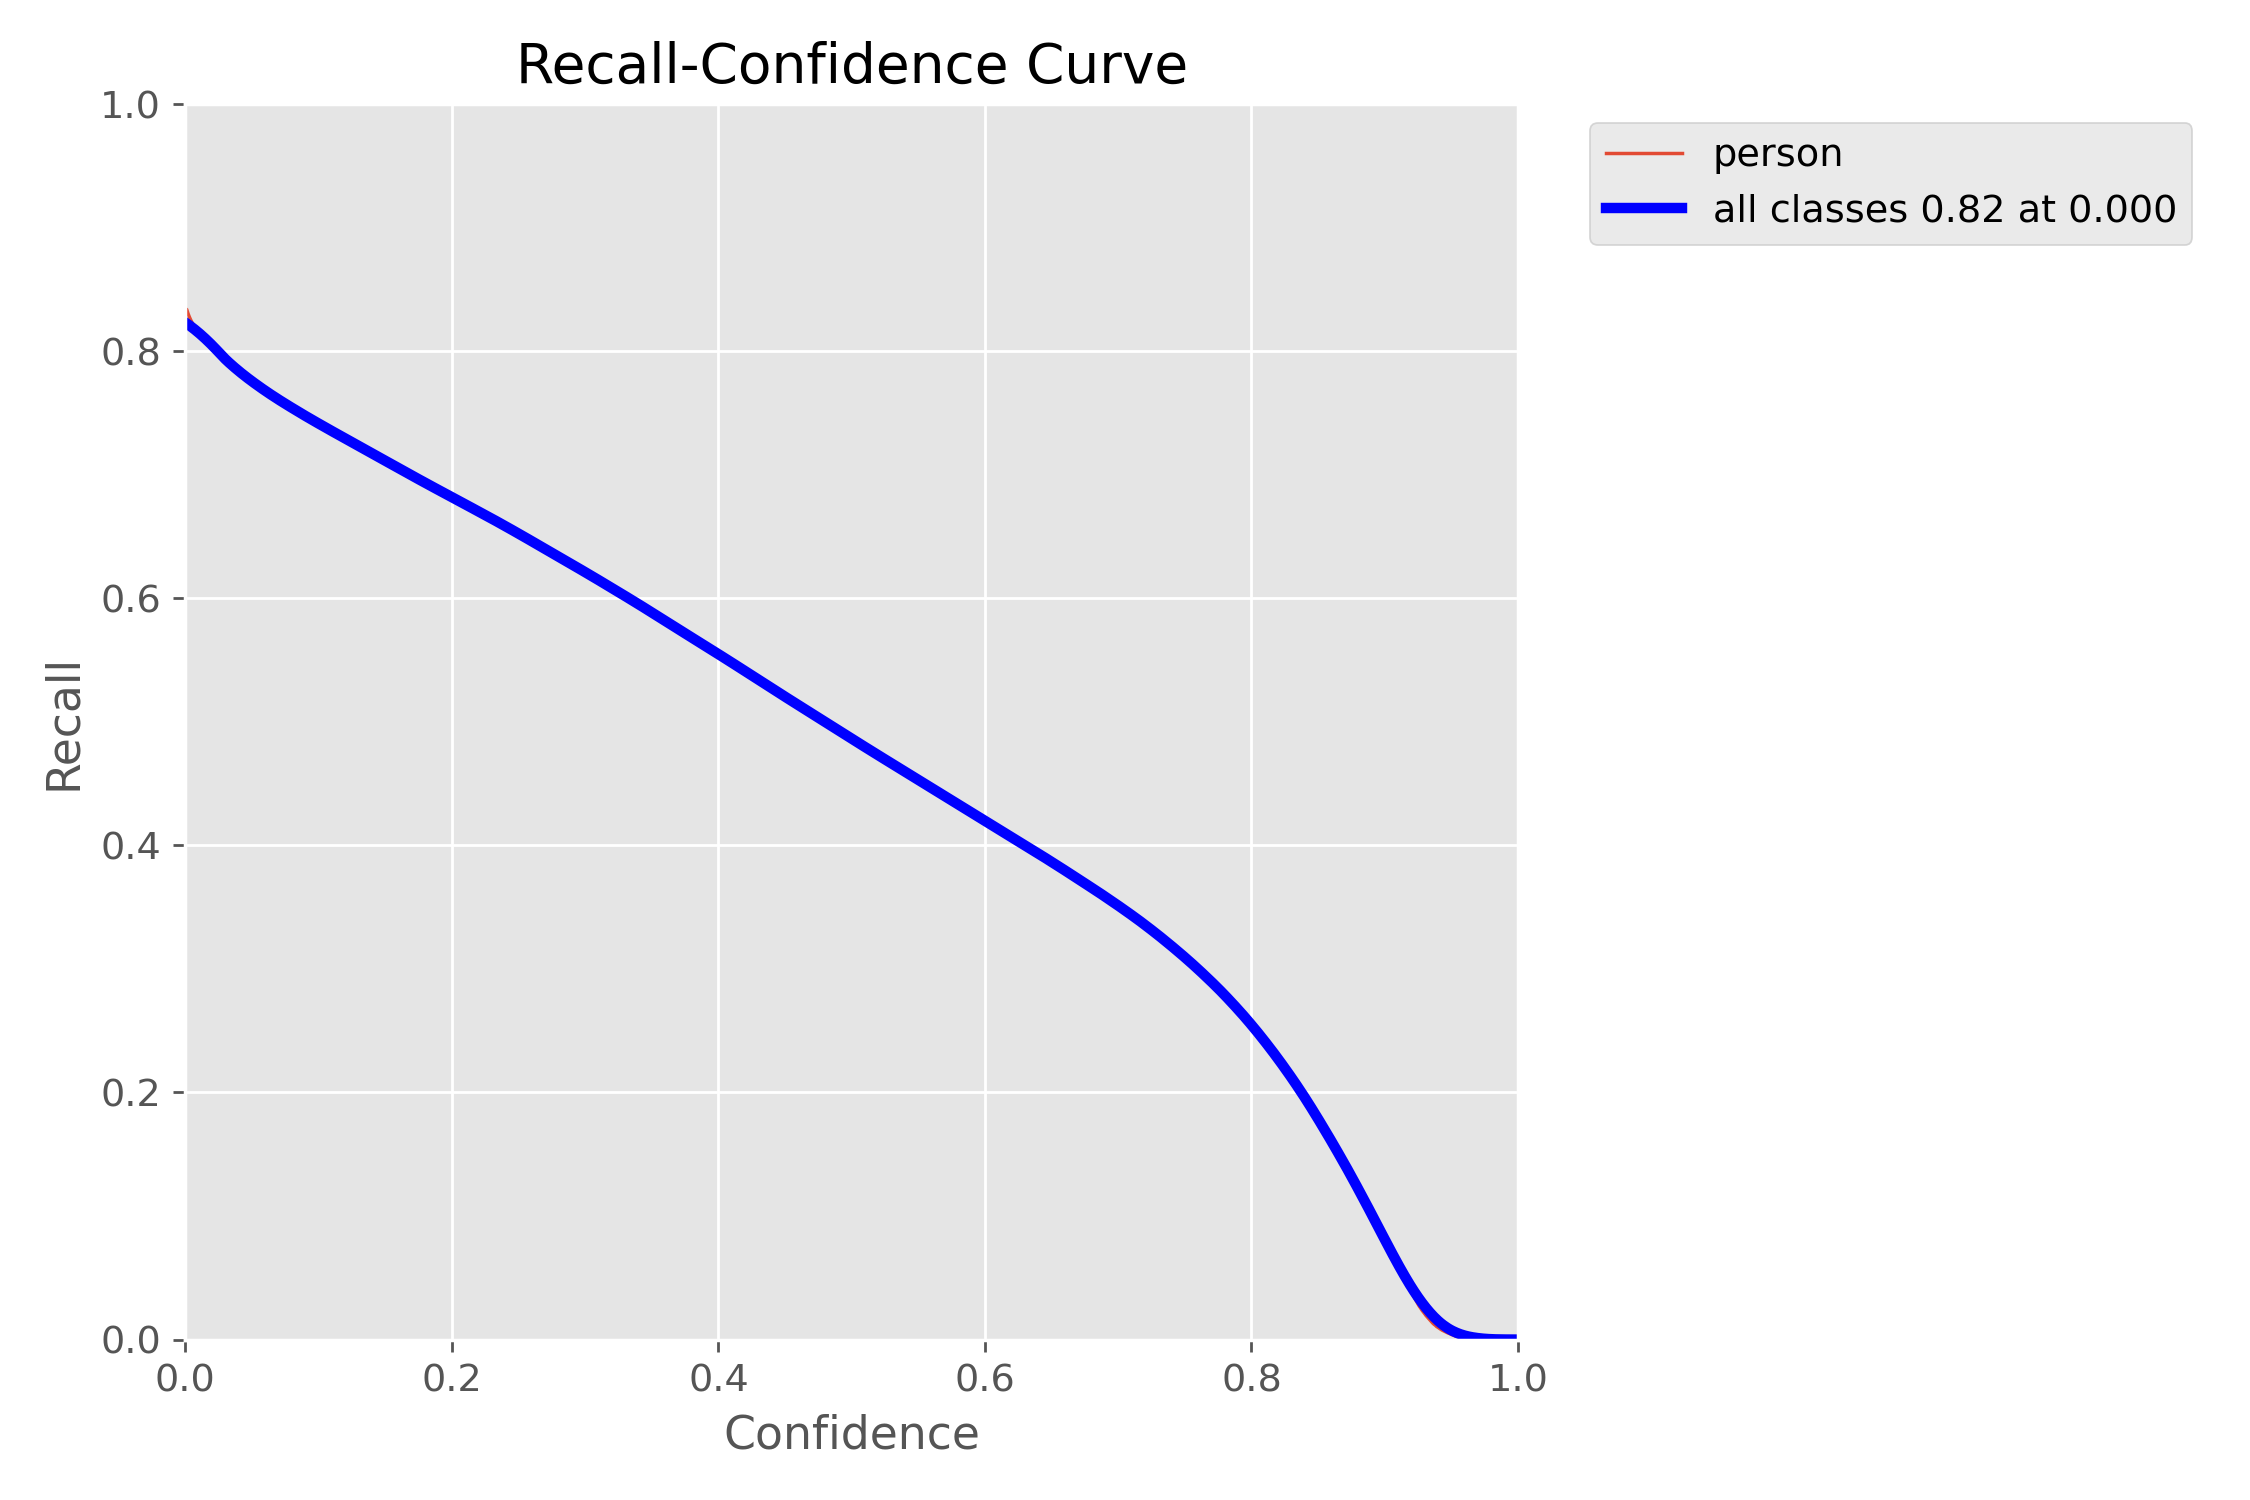 Recall-Confidence Curve
1.0
0.8
0.6
0.4
0.2
0.0
Recall
0.0 0.2 0.4 0.6 0.8 1.0
Confidence
person
all classes 0.82 at 0.000